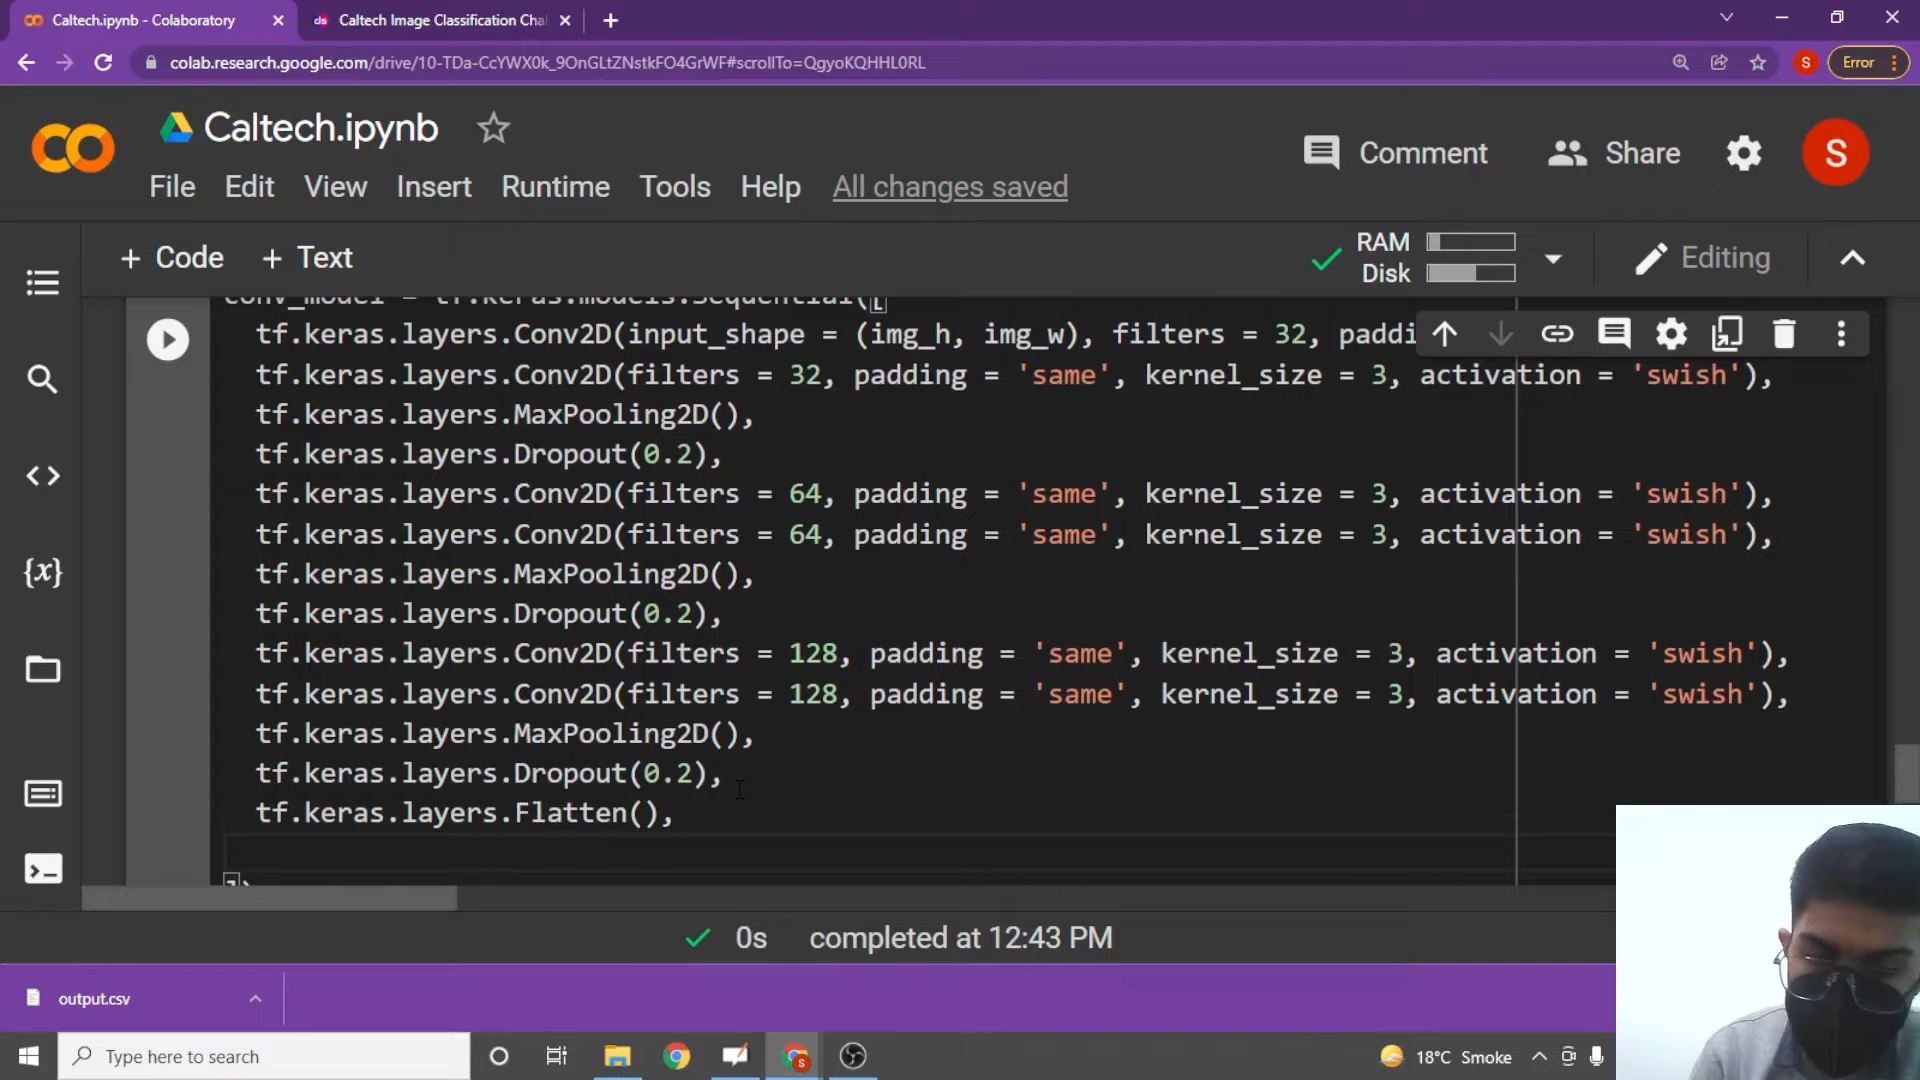 Caltech.ipynb - Colaboratory
ds Caltech Image Classification Cha
colab.research.google.com/drive/10-TDa-CcYWX0k_9OnGLtZNstkFO4GrWF#scrollTo=QgyoKQHHL0RL
S Error
Caltech.ipynb
Comment Share S
File Edit View Insert Runtime Tools Help All changes saved
+ Code + Text
RAM
Disk
Editing
conv_model = tf.keras.models.Sequential([
tf.keras.layers.Conv2D(input_shape = (img_h, img_w), filters = 32, paddi
tf.keras.layers.Conv2D(filters = 32, padding = 'same', kernel_size = 3, activation = 'swish'),
tf.keras.layers.MaxPooling2D(),
tf.keras.layers.Dropout(0.2),
tf.keras.layers.Conv2D(filters = 64, padding = 'same', kernel_size = 3, activation = 'swish'),
tf.keras.layers.Conv2D(filters = 64, padding = 'same', kernel_size = 3, activation = 'swish'),
tf.keras.layers.MaxPooling2D(),
tf.keras.layers.Dropout(0.2),
tf.keras.layers.Conv2D(filters = 128, padding = 'same', kernel_size = 3, activation = 'swish'),
tf.keras.layers.Conv2D(filters = 128, padding = 'same', kernel_size = 3, activation = 'swish'),
tf.keras.layers.MaxPooling2D(),
tf.keras.layers.Dropout(0.2),
tf.keras.layers.Flatten(),
])
0s completed at 12:43 PM
output.csv
Type here to search
18°C Smoke